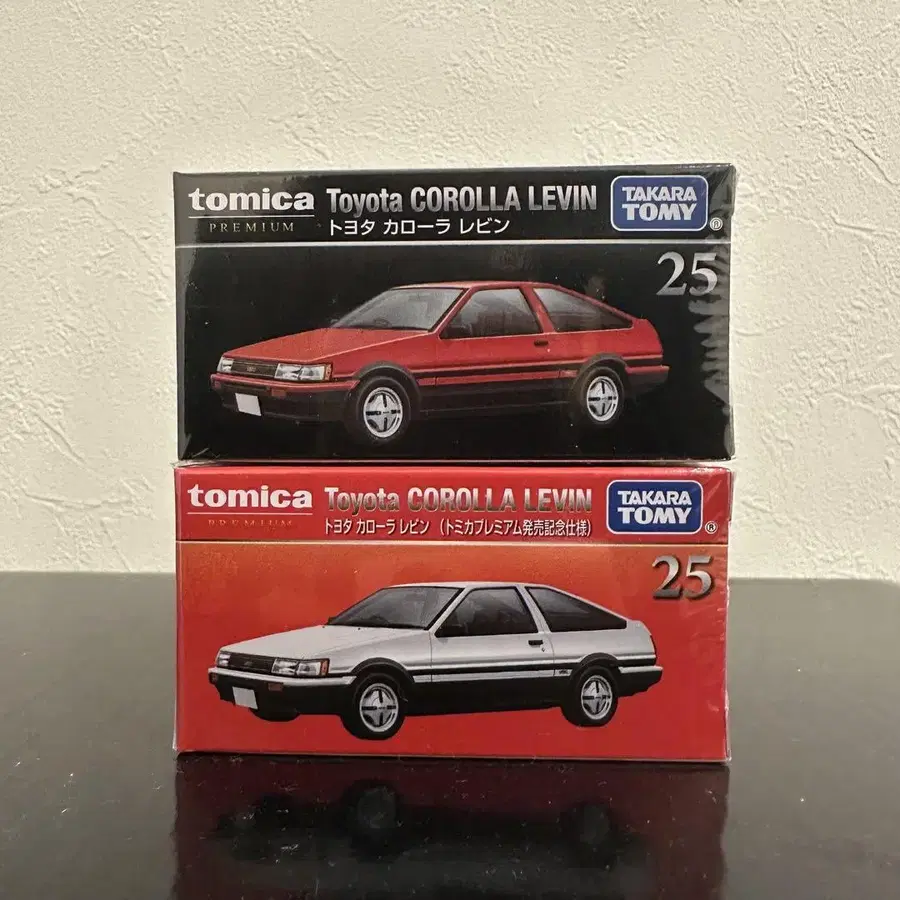 tomica Toyota COROLLA LEVIN TAKARA TOMY ®
PREMIUM トヨタ カローラ レビン
25
tomica Toyota COROLLA LEVIN TAKARA TOMY ®
PREMIUM トヨタ カローラ レビン (トミカプレミアム発売記念仕様)
25